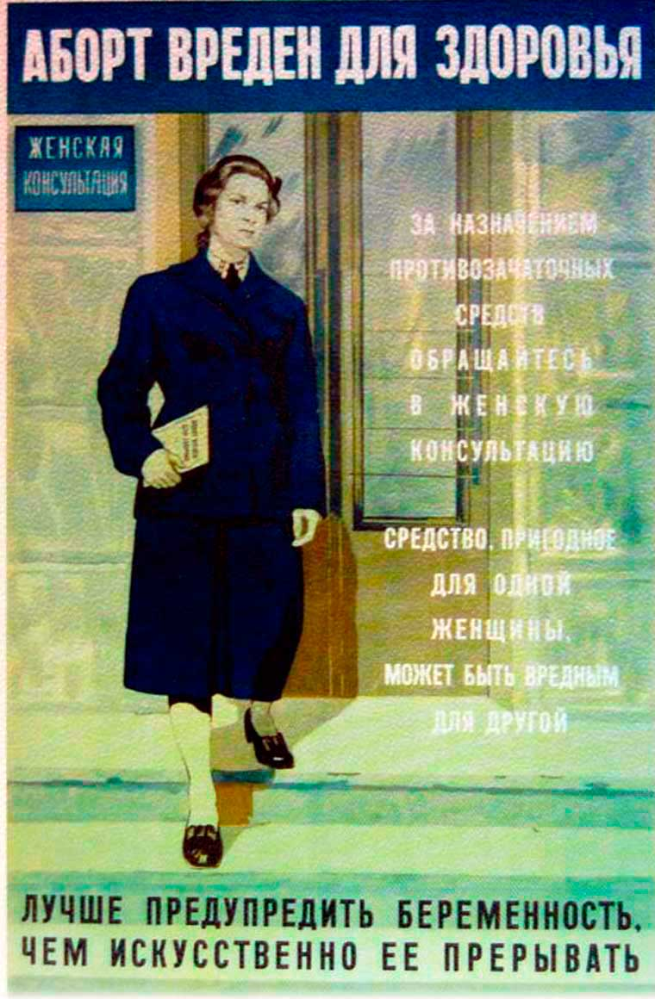 АБОРТ ВРЕДЕН ДЛЯ ЗДОРОВЬЯ
ЖЕНСКАЯ
КОНСУЛЬТАЦИЯ
ЗА НАЗНАЧЕНИЕМ
ПРОТИВОЗАЧАТОЧНЫХ
СРЕДСТВ
ОБРАЩАЙТЕСЬ
В ЖЕНСКУЮ
КОНСУЛЬТАЦИЮ
СРЕДСТВО, ПРИГОДНОЕ
ДЛЯ ОДНОЙ
ЖЕНЩИНЫ,
МОЖЕТ БЫТЬ ВРЕДНЫМ
ДЛЯ ДРУГОЙ
ЛУЧШЕ ПРЕДУПРЕДИТЬ БЕРЕМЕННОСТЬ,
ЧЕМ ИСКУССТВЕННО ЕЕ ПРЕРЫВАТЬ